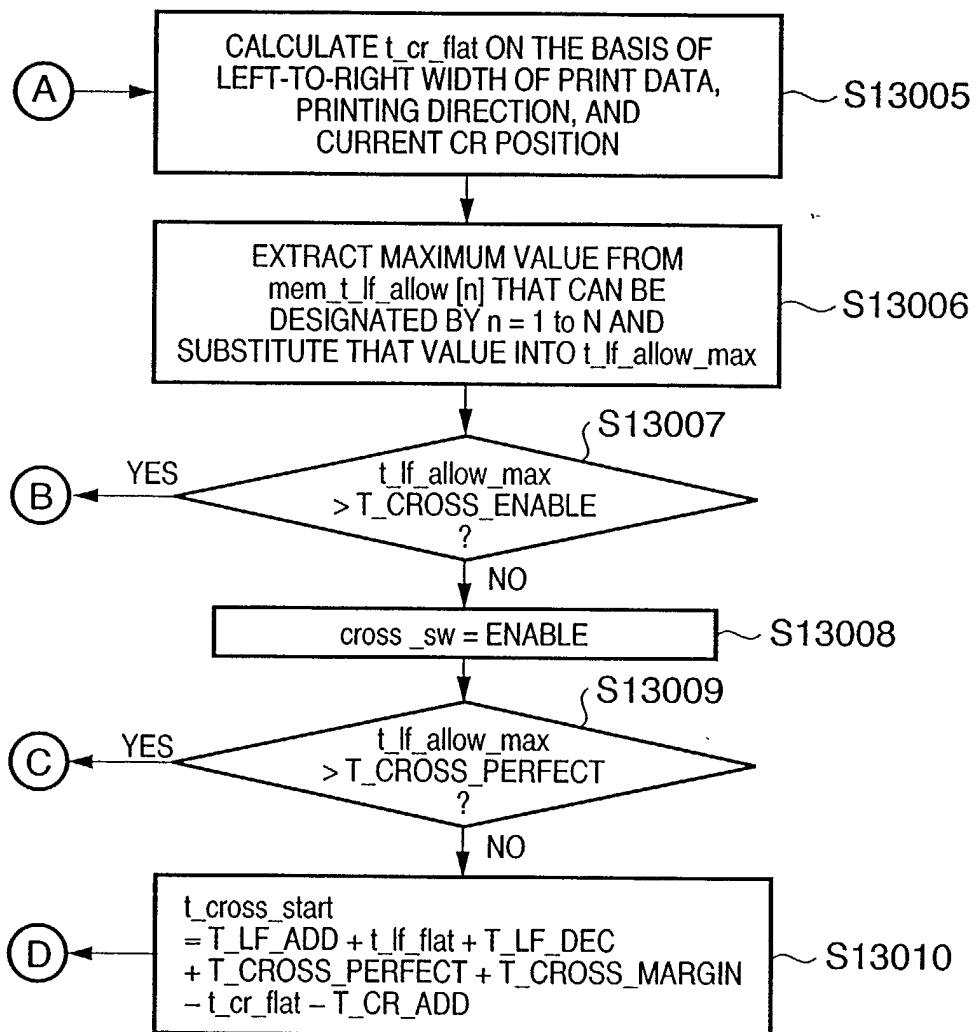 CALCULATE t_cr_flat ON THE BASIS OF
LEFT-TO-RIGHT WIDTH OF PRINT DATA,
PRINTING DIRECTION, AND
CURRENT CR POSITION
A
S13005
EXTRACT MAXIMUM VALUE FROM
mem_t_lf_allow [n] THAT CAN BE
DESIGNATED BY n = 1 to N AND
SUBSTITUTE THAT VALUE INTO t_lf_allow_max
S13006
S13007
t_lf_allow_max
> T_CROSS_ENABLE
?
YES
B
NO
cross _sw = ENABLE
S13008
S13009
t_lf_allow_max
> T_CROSS_PERFECT
?
YES
C
NO
t_cross_start
= T_LF_ADD + t_lf_flat + T_LF_DEC
+ T_CROSS_PERFECT + T_CROSS_MARGIN
– t_cr_flat – T_CR_ADD
D
S13010